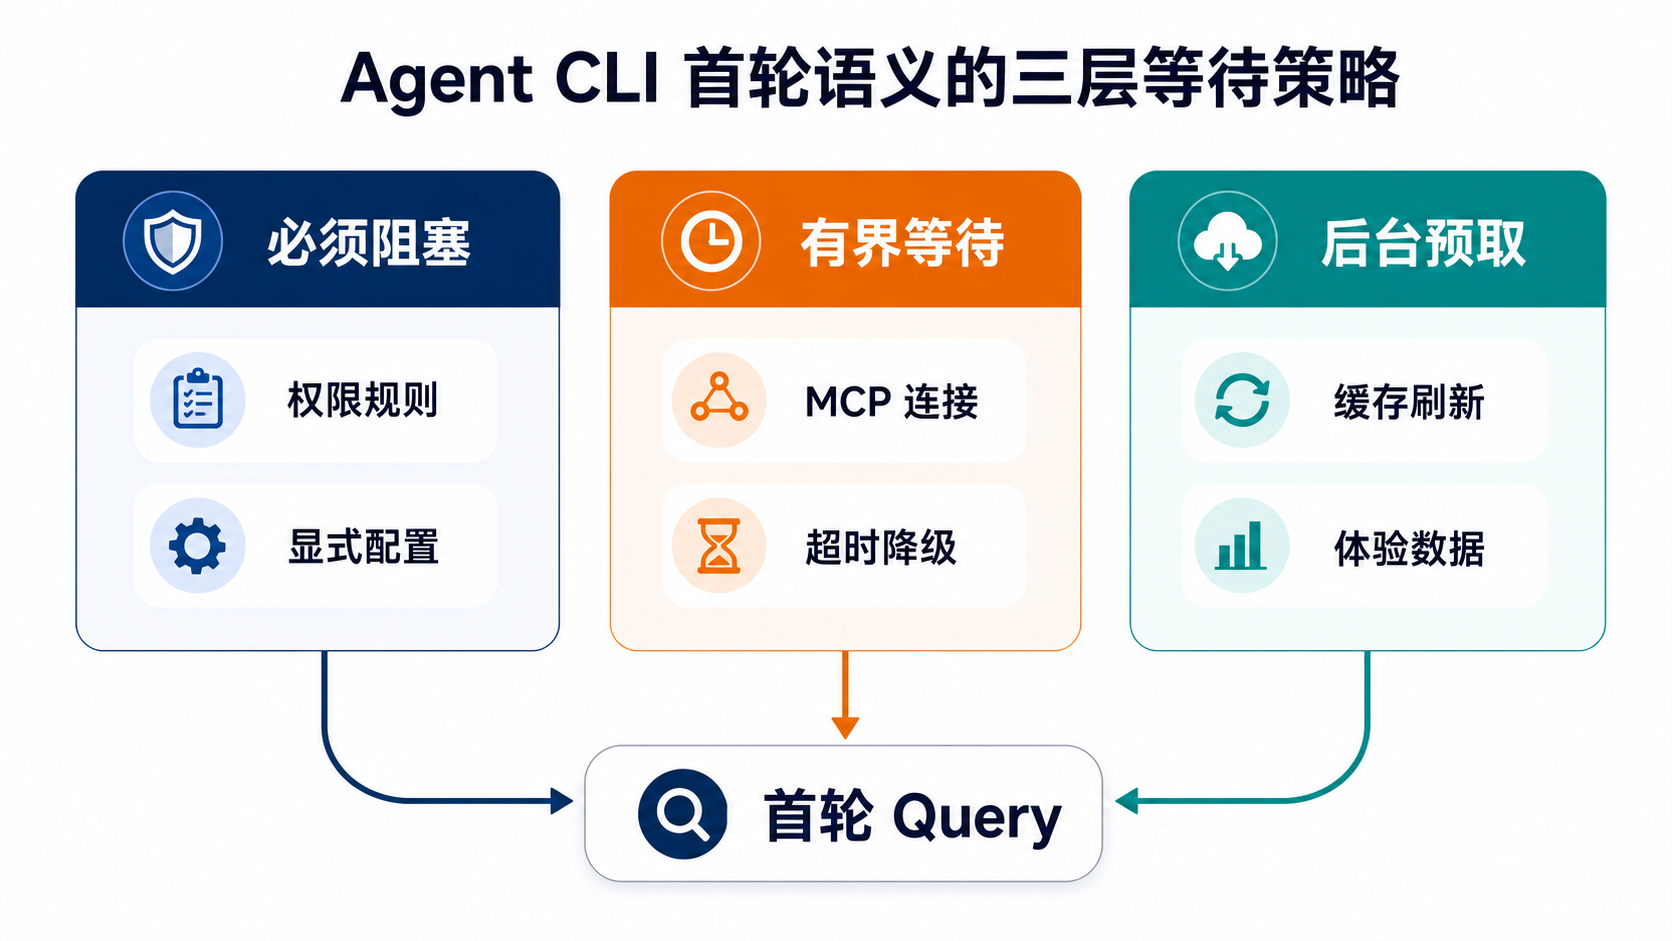 Agent CLI 首轮语义的三层等待策略
必须阻塞
权限规则
显式配置
有界等待
MCP 连接
超时降级
后台预取
缓存刷新
体验数据
首轮 Query